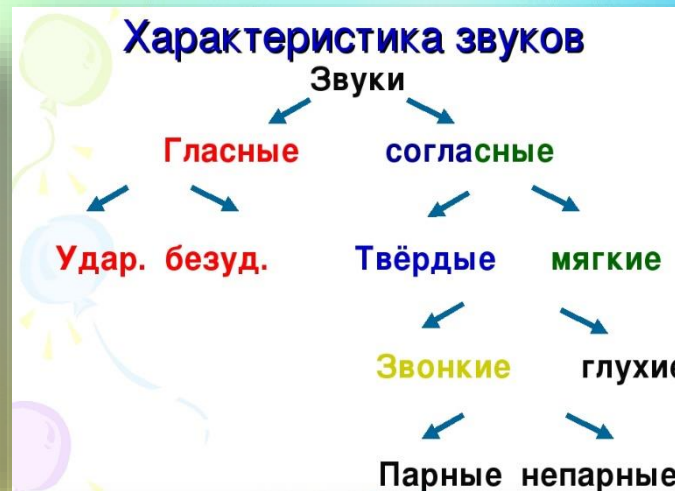 Характеристика звуков
Звуки
Гласные согласные
Удар. безуд. Твёрдые мягкие
Звонкие глухие
Парные непарные